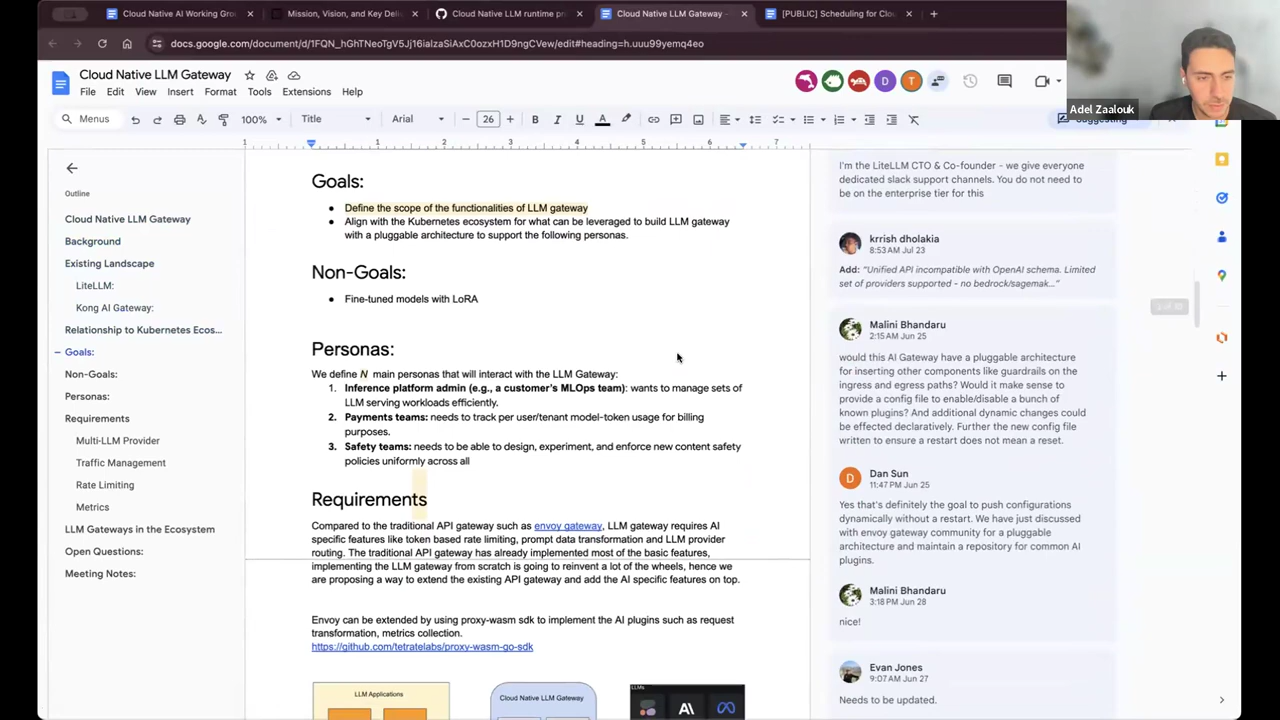 Cloud Native AI Working Grou
Mission, Vision, and Key Deli
Cloud Native LLM runtime pr
Cloud Native LLM Gateway -
[PUBLIC] Scheduling for Clou
docs.google.com/document/d/1FQN_hGhTNeoTgV5Jj16ialzaSiAxC0ozxH1D9ngCVew/edit#heading=h.uuu99yemq4eo
Adel Zaalouk
Cloud Native LLM Gateway
File Edit View Insert Format Tools Extensions Help
D T
Menus
100%
Title
Arial
26
B I U A
Suggesting
1 1 2 3 4 5 6 7
Outline
Cloud Native LLM Gateway
Background
Existing Landscape
LiteLLM:
Kong AI Gateway:
Relationship to Kubernetes Ecos...
Goals:
Non-Goals:
Personas:
Requirements
Multi-LLM Provider
Traffic Management
Rate Limiting
Metrics
LLM Gateways in the Ecosystem
Open Questions:
Meeting Notes:
Goals:
Define the scope of the functionalities of LLM gateway
Align with the Kubernetes ecosystem for what can be leveraged to build LLM gateway
with a pluggable architecture to support the following personas.
Non-Goals:
Fine-tuned models with LoRA
Personas:
We define N main personas that will interact with the LLM Gateway:
1. Inference platform admin (e.g., a customer's MLOps team): wants to manage sets of
LLM serving workloads efficiently.
2. Payments teams: needs to track per user/tenant model-token usage for billing
purposes.
3. Safety teams: needs to be able to design, experiment, and enforce new content safety
policies uniformly across all
Requirements
Compared to the traditional API gateway such as envoy gateway, LLM gateway requires AI
specific features like token based rate limiting, prompt data transformation and LLM provider
routing. The traditional API gateway has already implemented most of the basic features,
implementing the LLM gateway from scratch is going to reinvent a lot of the wheels, hence we
are proposing a way to extend the existing API gateway and add the AI specific features on top.
Envoy can be extended by using proxy-wasm sdk to implement the AI plugins such as request
transformation, metrics collection.
https://github.com/tetratelabs/proxy-wasm-go-sdk
LLM Applications
Cloud Native LLM Gateway
LLMs
I'm the LiteLLM CTO & Co-founder - we give everyone
dedicated slack support channels. You do not need to
be on the enterprise tier for this
krrish dholakia
8:53 AM Jul 23
Add: "Unified API incompatible with OpenAI schema. Limited
set of providers supported - no bedrock/sagemak..."
Malini Bhandaru
2:15 AM Jun 25
would this AI Gateway have a pluggable architecture
for inserting other components like guardrails on the
ingress and egress paths? Would it make sense to
provide a config file to enable/disable a bunch of
known plugins? And additional dynamic changes could
be effected declaratively. Further the new config file
written to ensure a restart does not mean a reset.
D
Dan Sun
11:47 PM Jun 25
Yes that's definitely the goal to push configurations
dynamically without a restart. We have just discussed
with envoy gateway community for a pluggable
architecture and maintain a repository for common AI
plugins.
Malini Bhandaru
3:18 PM Jun 28
nice!
Evan Jones
9:07 AM Jun 27
Needs to be updated.